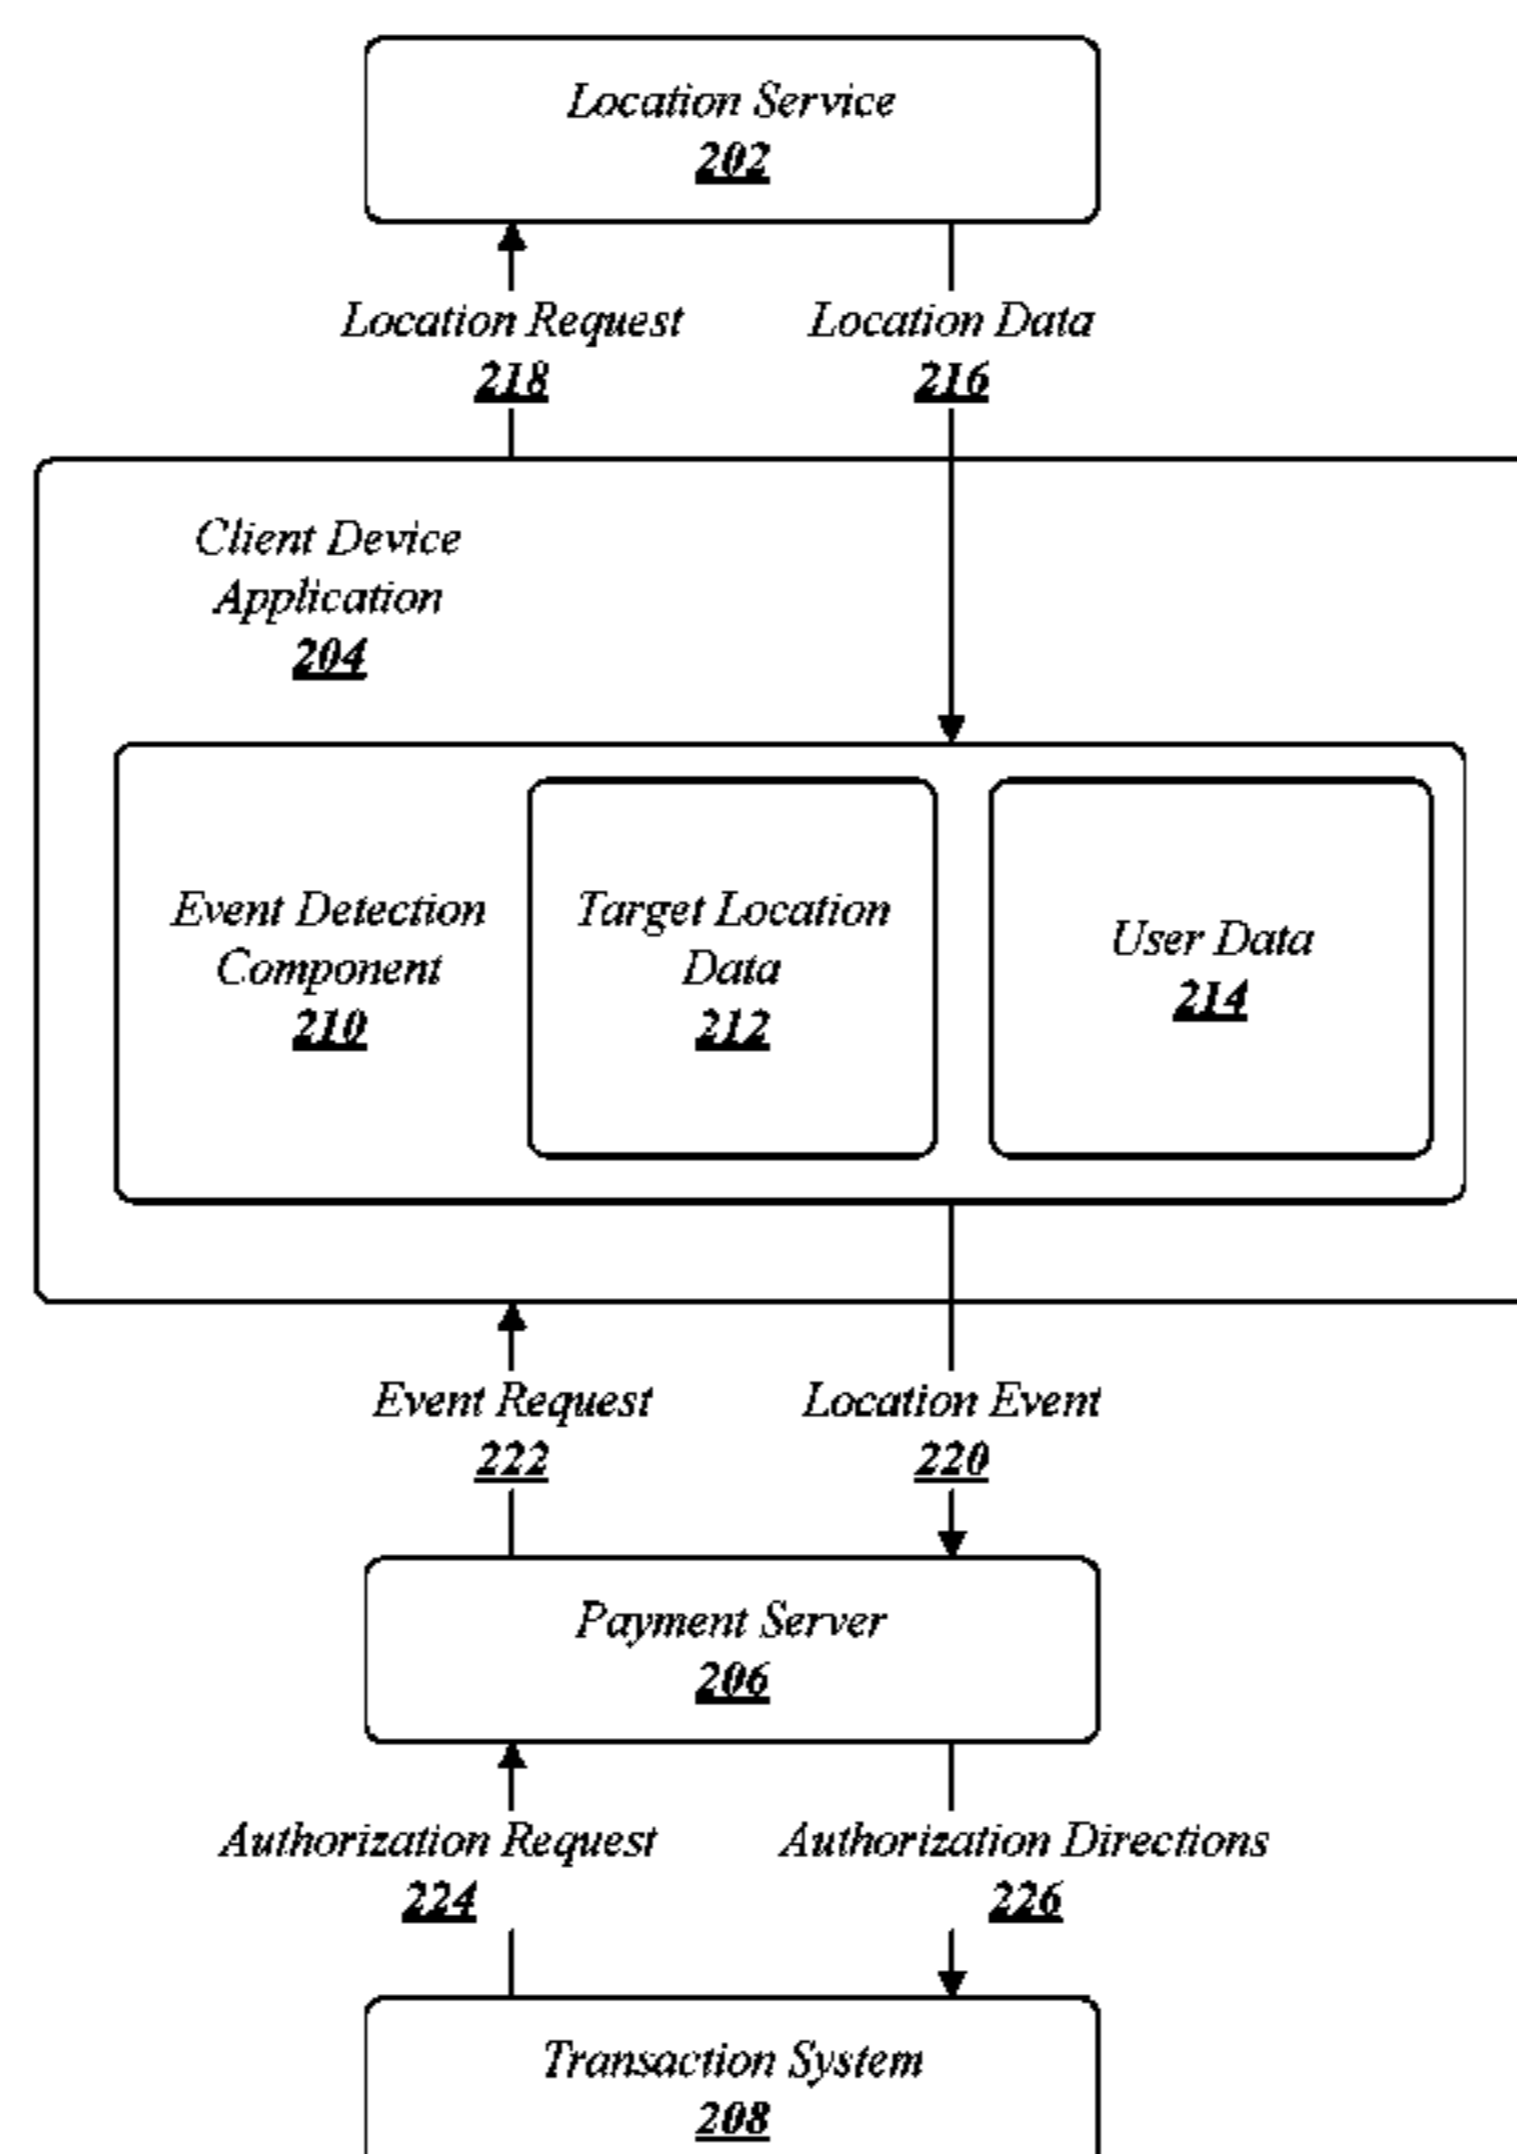 Location Service
202
Location Request
218
Location Data
216
Client Device
Application
204
Event Detection
Component
210
Target Location
Data
212
User Data
214
Event Request
222
Location Event
220
Payment Server
206
Authorization Request
224
Authorization Directions
226
Transaction System
208